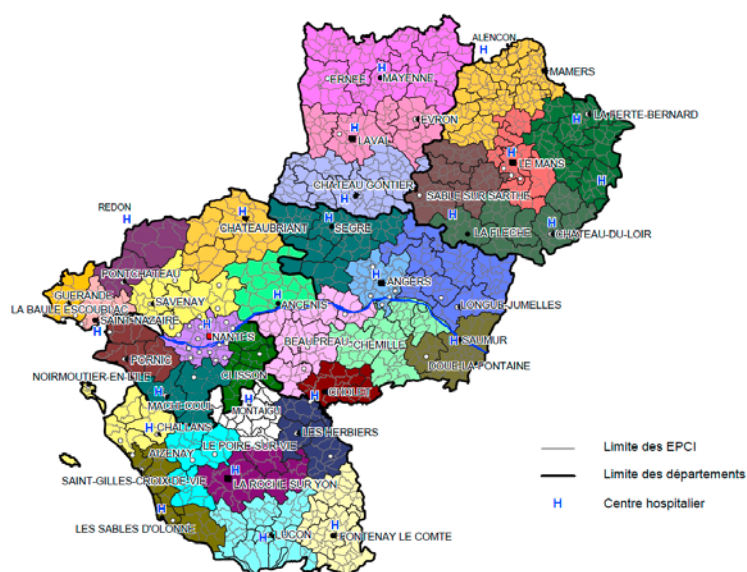 ALENCON
H
MAMERS
H
ERNEE
MAYENNE
H
LA FERTE-BERNARD
EVRON
H
LAVAL
H
LE MANS
H
CHATEAU GONTIER
H
SABLE SUR SARTHE
REDON
H
H
CHATEAUBRIANT
H
SEGRE
H
LA FLECHE
H
CHATEAU-DU-LOIR
PONTCHATEAU
H
ANGERS
GUERANDE
LA BAULE ESCOUBLAC
SAVENAY
H
ANCENIS
LONGUE-JUMELLES
SAINT-NAZAIRE
H
H
NANTES
BEAUPREAU
CHEMILLE
H
SAUMUR
PORNIC
DOUE-LA-FONTAINE
NOIRMOUTIER-EN-L'ILE
CLISSON
H
MACHECOUL
H
MONTAIGU
H
CHOLET
H
CHALLANS
LES HERBIERS
H
AIZENAY
LE POIRE-SUR-VIE
SAINT-GILLES-CROIX-DE-VIE
H
LA ROCHE SUR YON
H
LES SABLES D'OLONNE
H
LUCON
H
FONTENAY LE COMTE
Limite des EPCI
Limite des départements
H Centre hospitalier